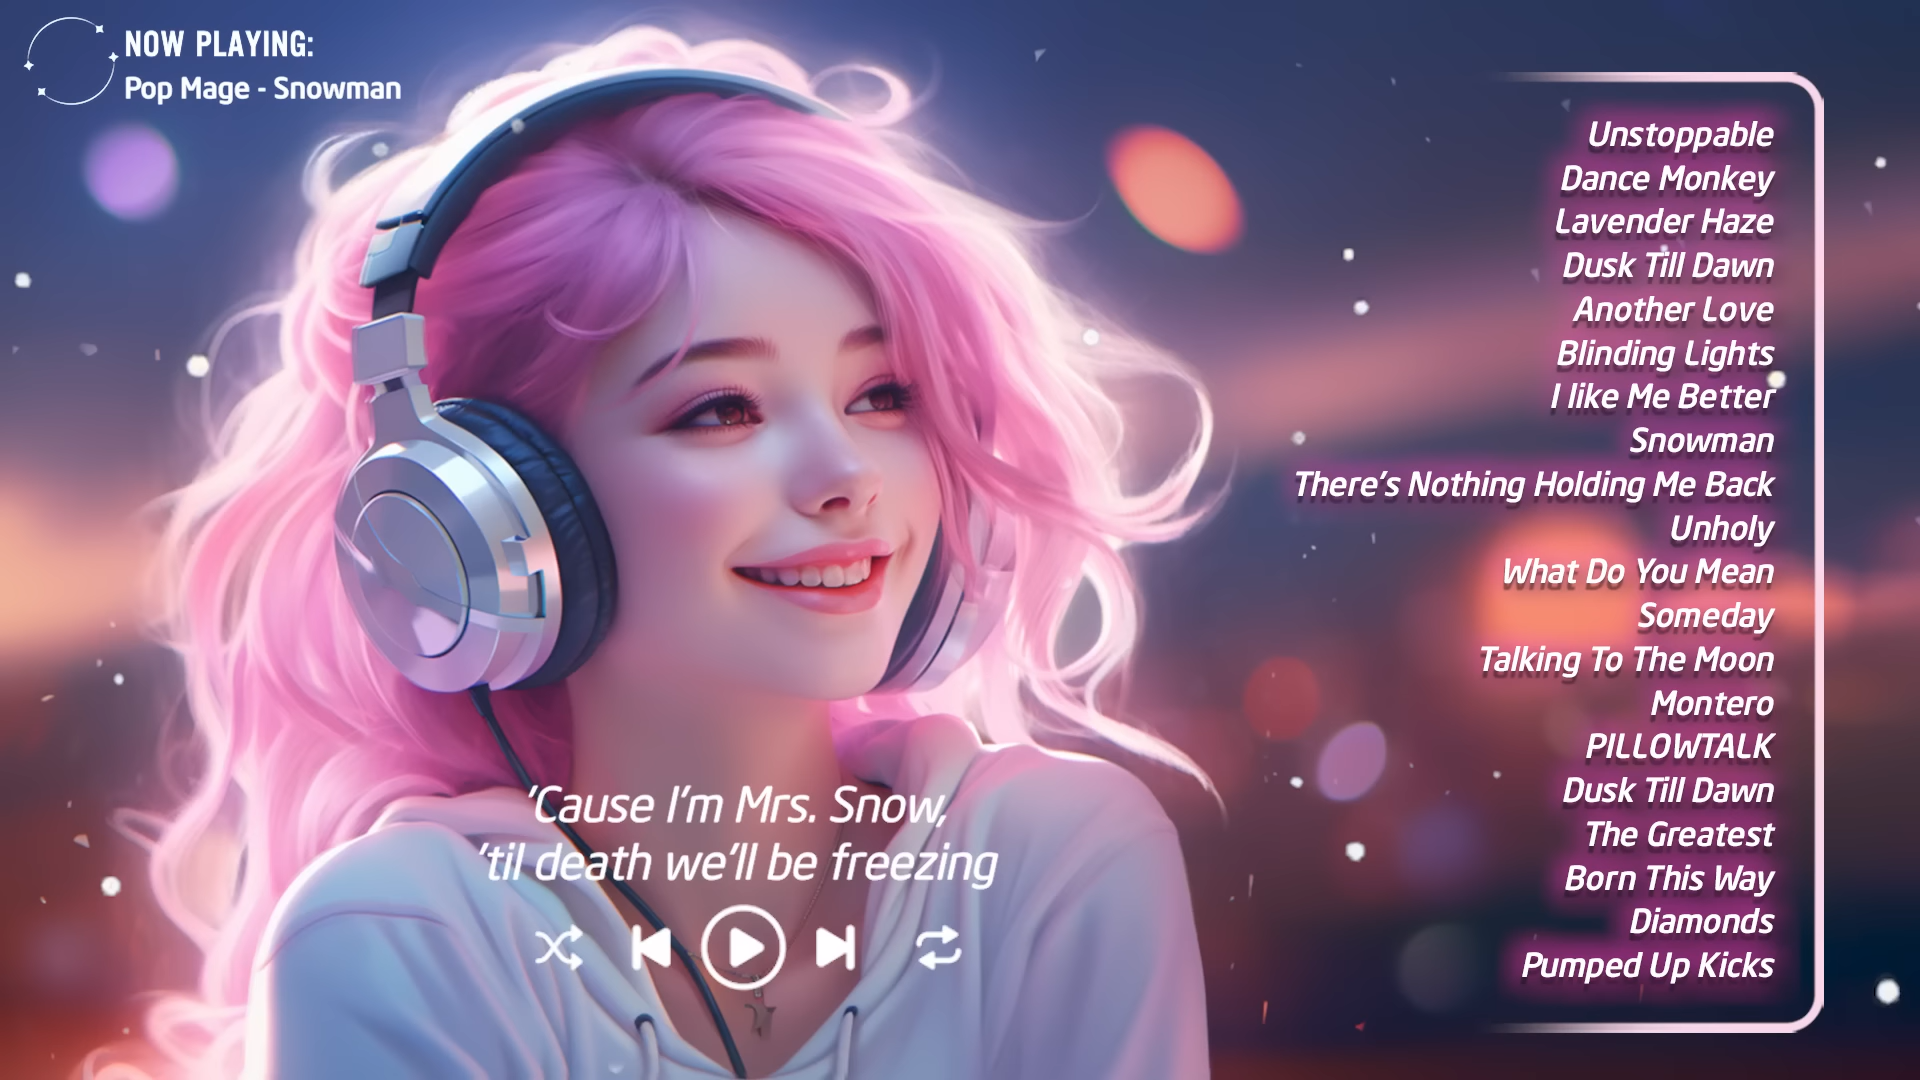 NOW PLAYING:
Pop Mage - Snowman
Unstoppable
Dance Monkey
Lavender Haze
Dusk Till Dawn
Another Love
Blinding Lights
I like Me Better
Snowman
There's Nothing Holding Me Back
Unholy
What Do You Mean
Someday
Talking To The Moon
Montero
PILLOWTALK
Dusk Till Dawn
The Greatest
Born This Way
Diamonds
Pumped Up Kicks
'Cause I'm Mrs. Snow,
'til death we'll be freezing